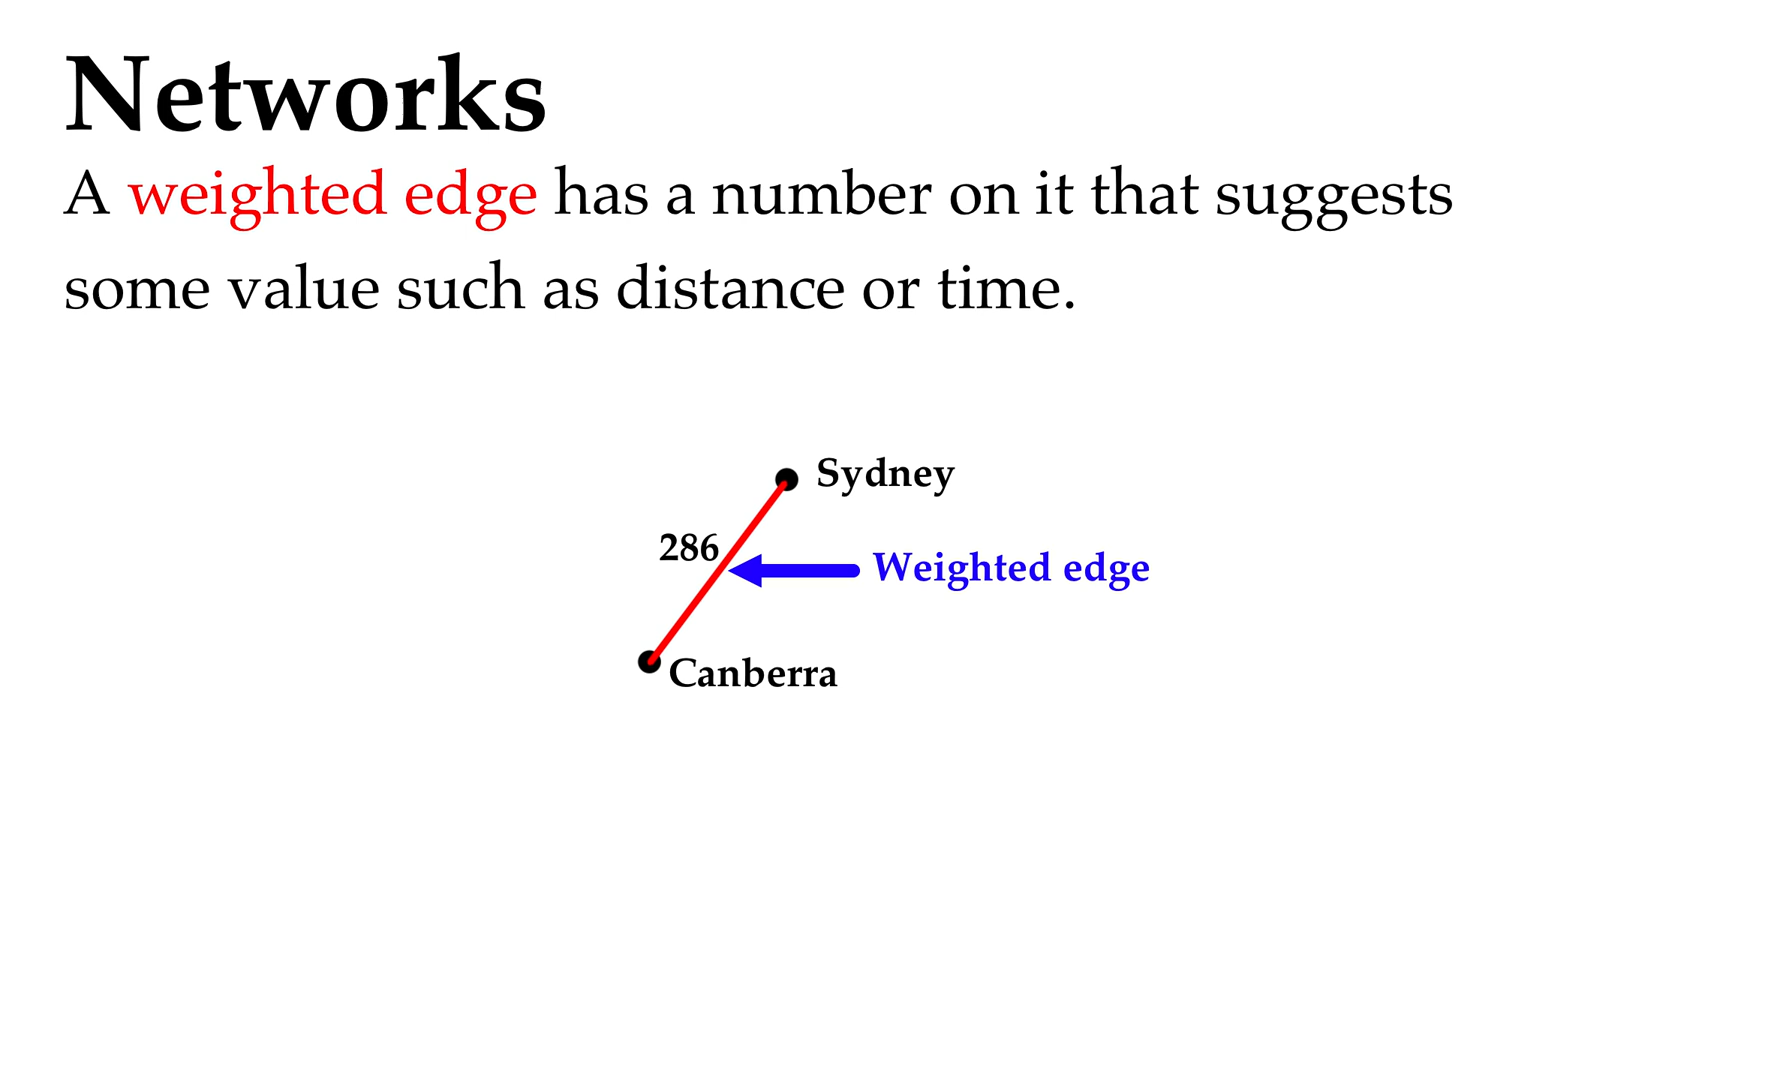 Networks
A weighted edge has a number on it that suggests
some value such as distance or time.
Sydney
286
Weighted edge
Canberra